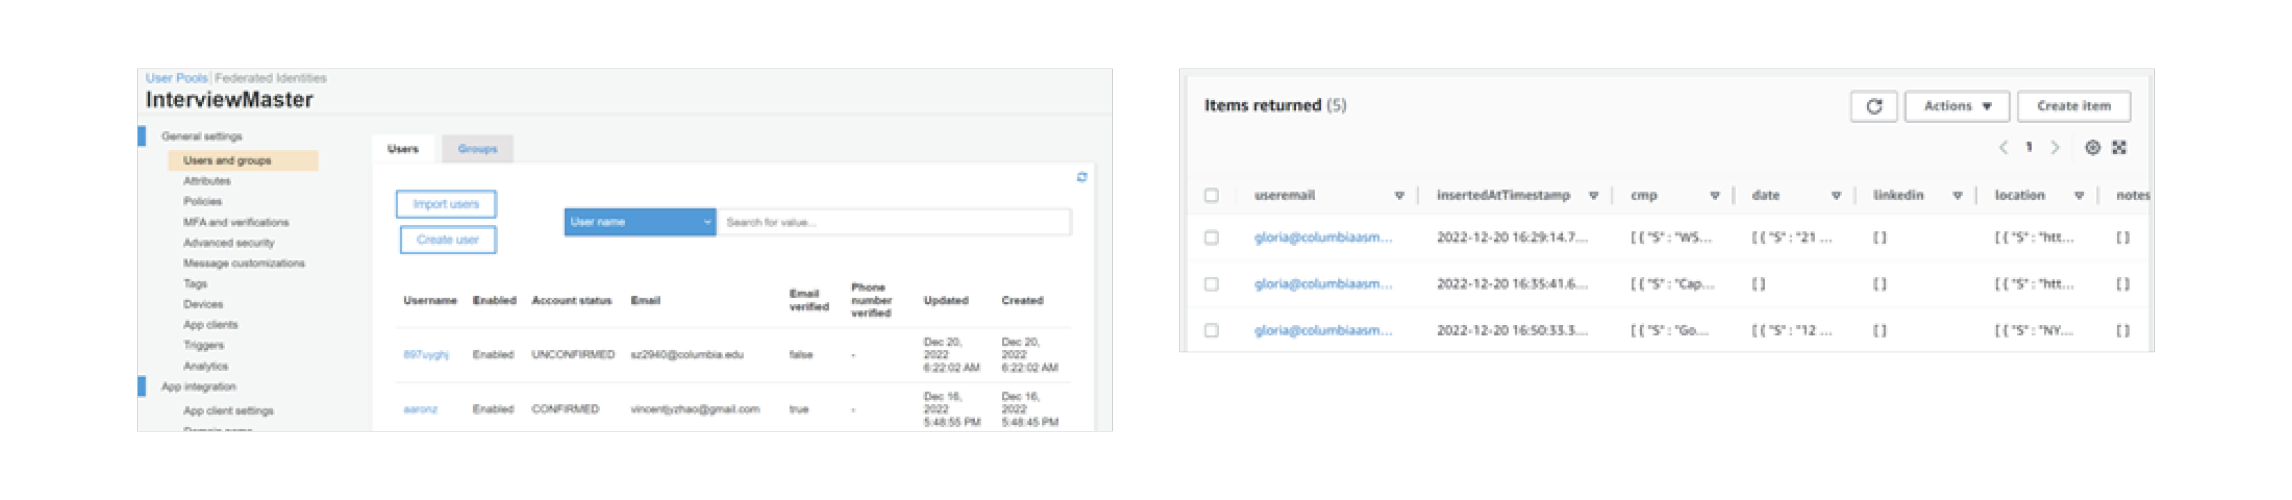 User Pools | Federated Identities
InterviewMaster
General settings
Users and groups
Attributes
Policies
MFA and verifications
Advanced security
Message customizations
Tags
Devices
App clients
Triggers
Analytics
App integration
App client settings
Domain name
Users Groups
Import users
Create user
User name Search for value...
Username Enabled Account status Email Email verified Phone number verified Updated Created
897uyghj Enabled UNCONFIRMED sz2940@columbia.edu false - Dec 20, 2022 6:22:02 AM Dec 20, 2022 6:22:02 AM
aaronz Enabled CONFIRMED vincentjyzhao@gmail.com true - Dec 16, 2022 5:48:55 PM Dec 16, 2022 5:48:45 PM
Items returned (5)
Actions Create item
1
useremail insertedAtTimestamp cmp date linkedin location notes
gloria@columbiaasm... 2022-12-20 16:29:14.7... [ { "S" : "WS... [ { "S" : "21 ... [ ] [ { "S" : "htt... [ ]
gloria@columbiaasm... 2022-12-20 16:35:41.6... [ { "S" : "Cap... [ ] [ ] [ { "S" : "htt... [ ]
gloria@columbiaasm... 2022-12-20 16:50:33.3... [ { "S" : "Go... [ { "S" : "12 ... [ ] [ { "S" : "NY... [ ]